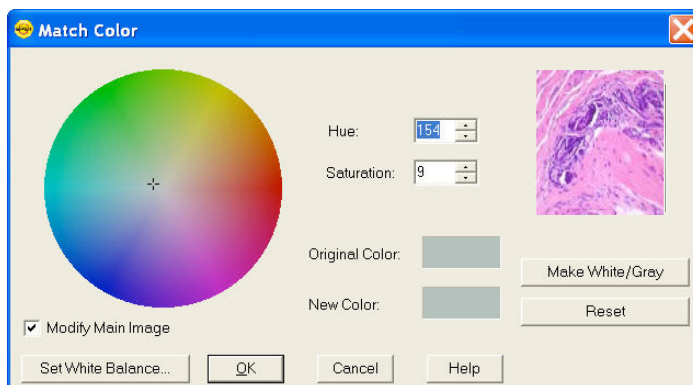 Match Color
Hue: 154
Saturation: 9
Original Color:
New Color:
Make White/Gray
Reset
Modify Main Image
Set White Balance... OK Cancel Help